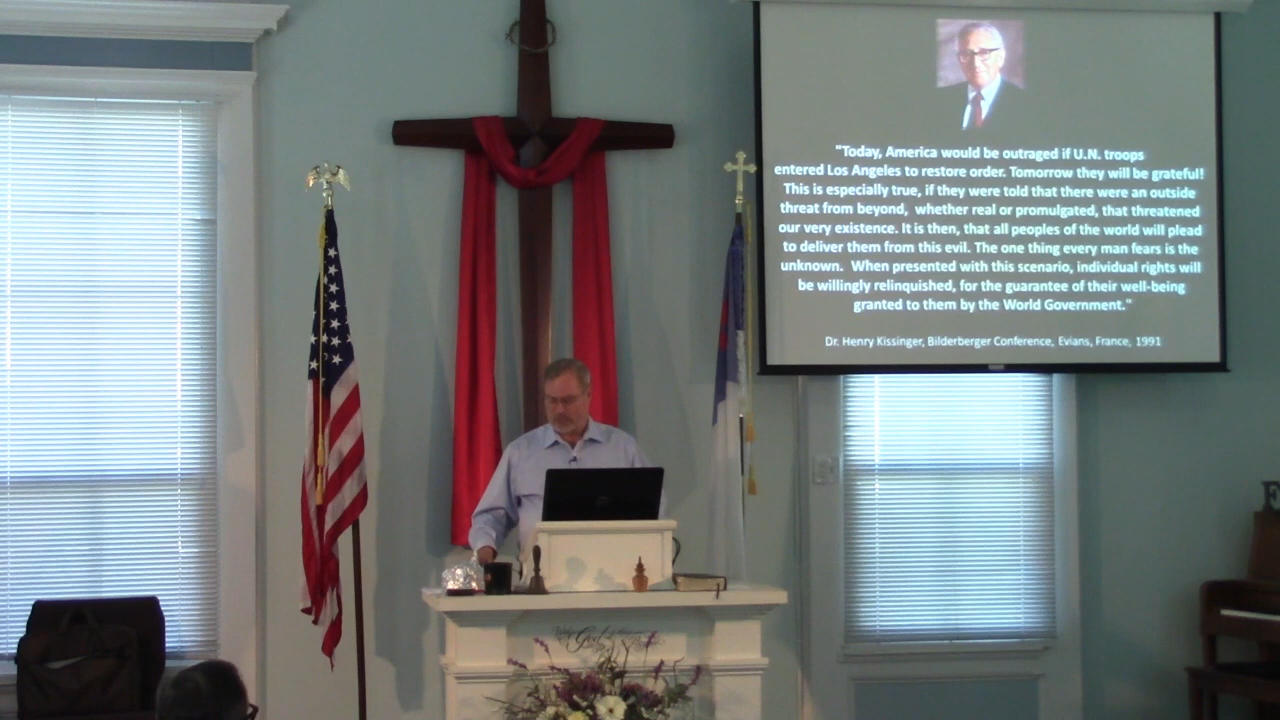 "Today, America would be outraged if U.N. troops
entered Los Angeles to restore order. Tomorrow they will be grateful!
This is especially true, if they were told that there were an outside
threat from beyond, whether real or promulgated, that threatened
our very existence. It is then, that all peoples of the world will plead
to deliver them from this evil. The one thing every man fears is the
unknown. When presented with this scenario, individual rights will
be willingly relinquished, for the guarantee of their well-being
granted to them by the World Government."
Dr. Henry Kissinger, Bilderberger Conference, Evians, France, 1991
God